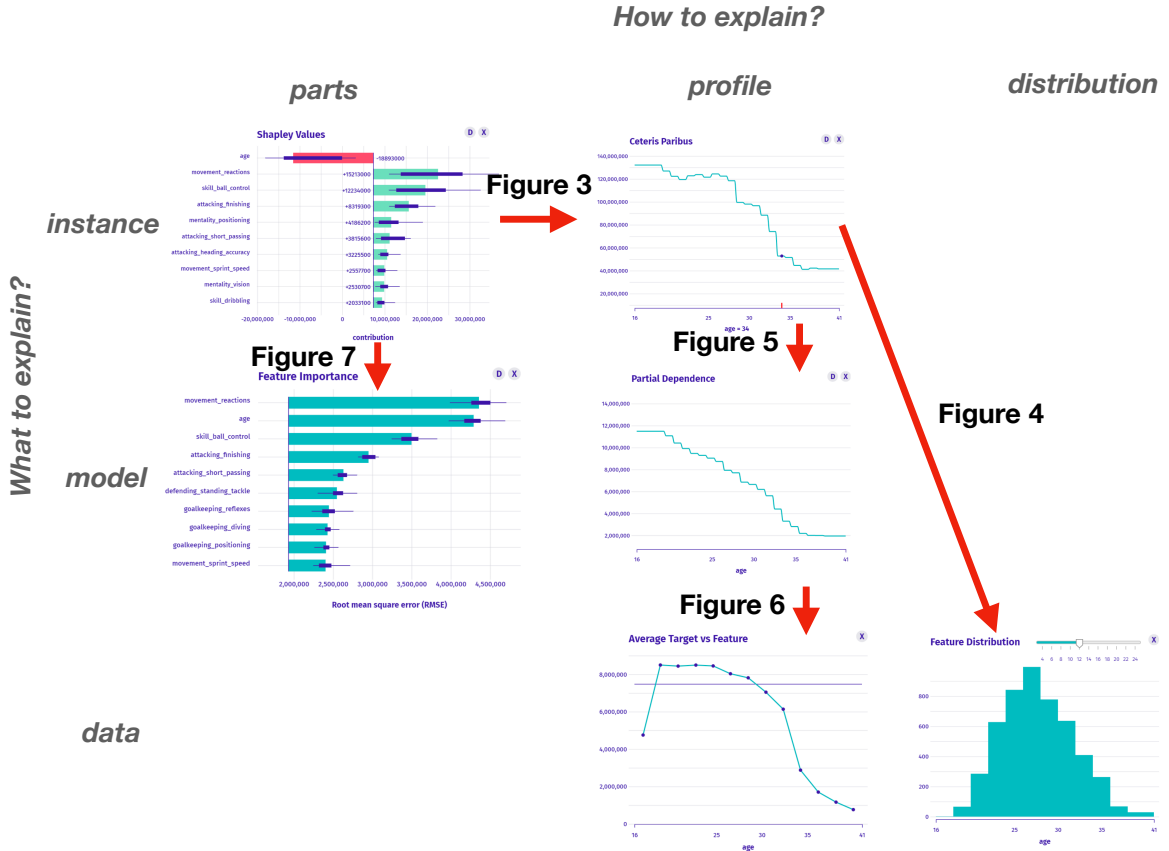 How to explain?
parts
profile
distribution
What to explain?
instance
model
data
Shapley Values
D X
age
-18893000
movement_reactions
+15213000
skill_ball_control
+12234000
attacking_finishing
+8319300
mentality_positioning
+4186200
attacking_short_passing
+3815600
attacking_heading_accuracy
+3225500
movement_sprint_speed
+2557700
mentality_vision
+2530700
skill_dribbling
+2033100
-20,000,000 -10,000,000 0 10,000,000 20,000,000 30,000,000
contribution
Figure 3
Ceteris Paribus
D X
140,000,000
120,000,000
100,000,000
80,000,000
60,000,000
40,000,000
20,000,000
16 25 30 35 41
age = 34
Figure 7
Figure 5
Figure 4
Feature Importance
D X
movement_reactions
age
skill_ball_control
attacking_finishing
attacking_short_passing
defending_standing_tackle
goalkeeping_reflexes
goalkeeping_diving
goalkeeping_positioning
movement_sprint_speed
2,000,000 2,500,000 3,000,000 3,500,000 4,000,000 4,500,000
Root mean square error (RMSE)
Partial Dependence
D X
14,000,000
12,000,000
10,000,000
8,000,000
6,000,000
4,000,000
2,000,000
16 25 30 35 41
age
Figure 6
Average Target vs Feature
X
8,000,000
6,000,000
4,000,000
2,000,000
0
16 25 30 35 41
age
Feature Distribution
X
4 6 8 10 12 14 16 18 20 22 24
800
600
400
200
0
16 25 30 35 41
age